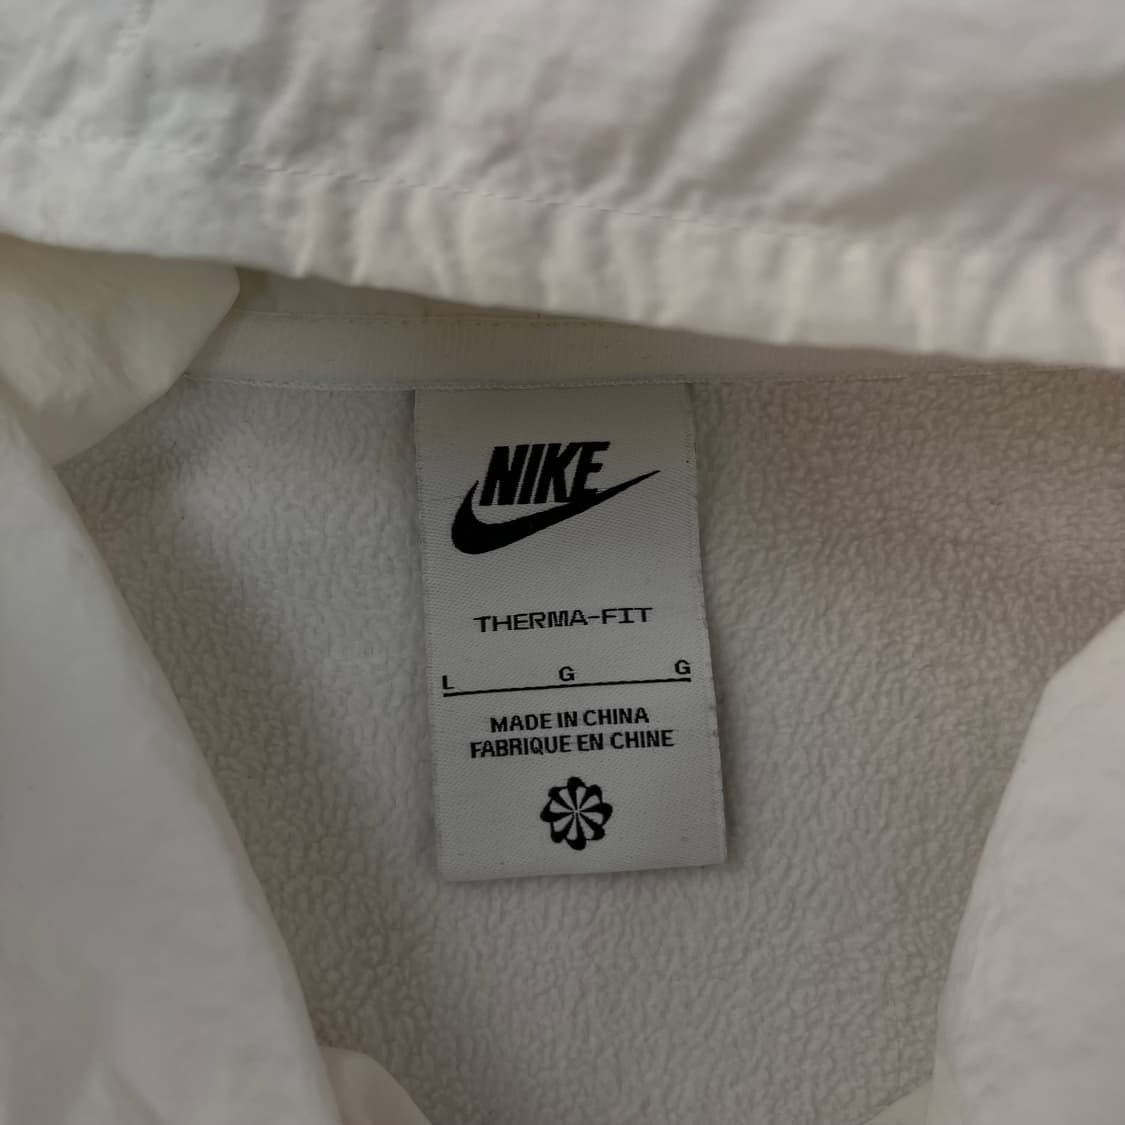 NIKE
THERMA-FIT
L G G
MADE IN CHINA
FABRIQUE EN CHINE